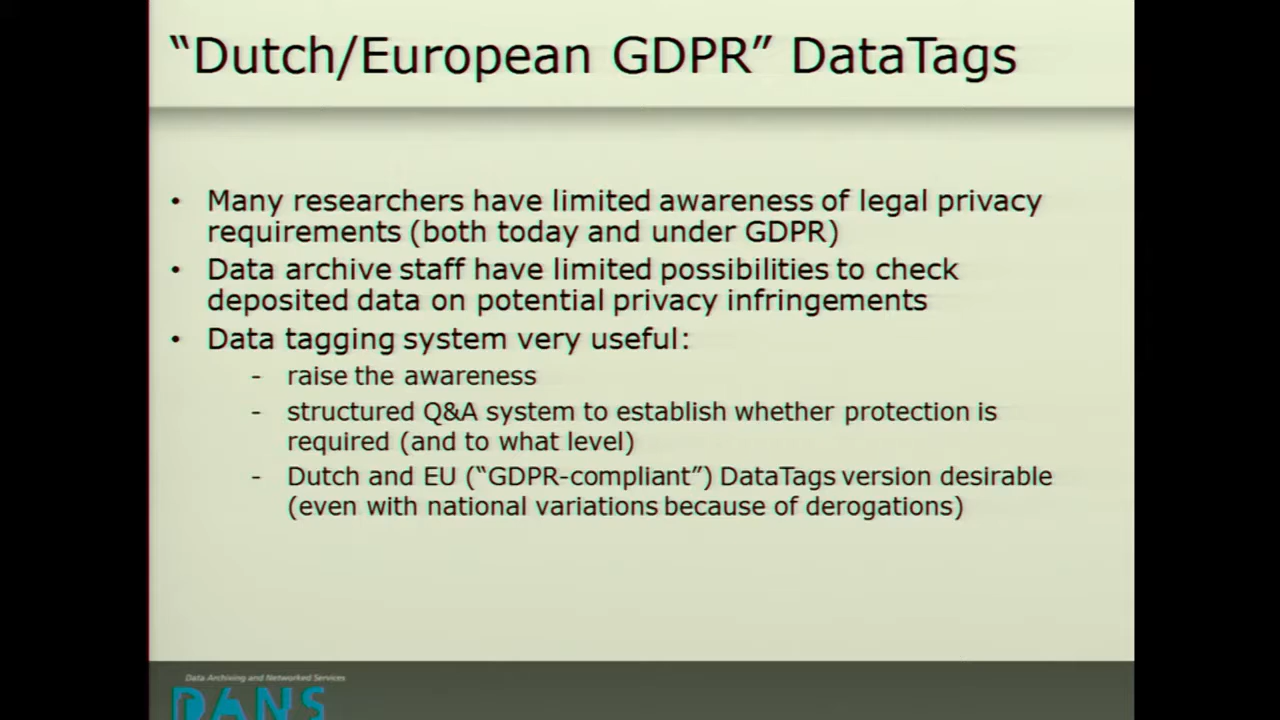 “Dutch/European GDPR” DataTags
• Many researchers have limited awareness of legal privacy
requirements (both today and under GDPR)
• Data archive staff have limited possibilities to check
deposited data on potential privacy infringements
• Data tagging system very useful:
- raise the awareness
- structured Q&A system to establish whether protection is
required (and to what level)
- Dutch and EU (“GDPR-compliant”) DataTags version desirable
(even with national variations because of derogations)
Data Archiving and Networked Services
DANS